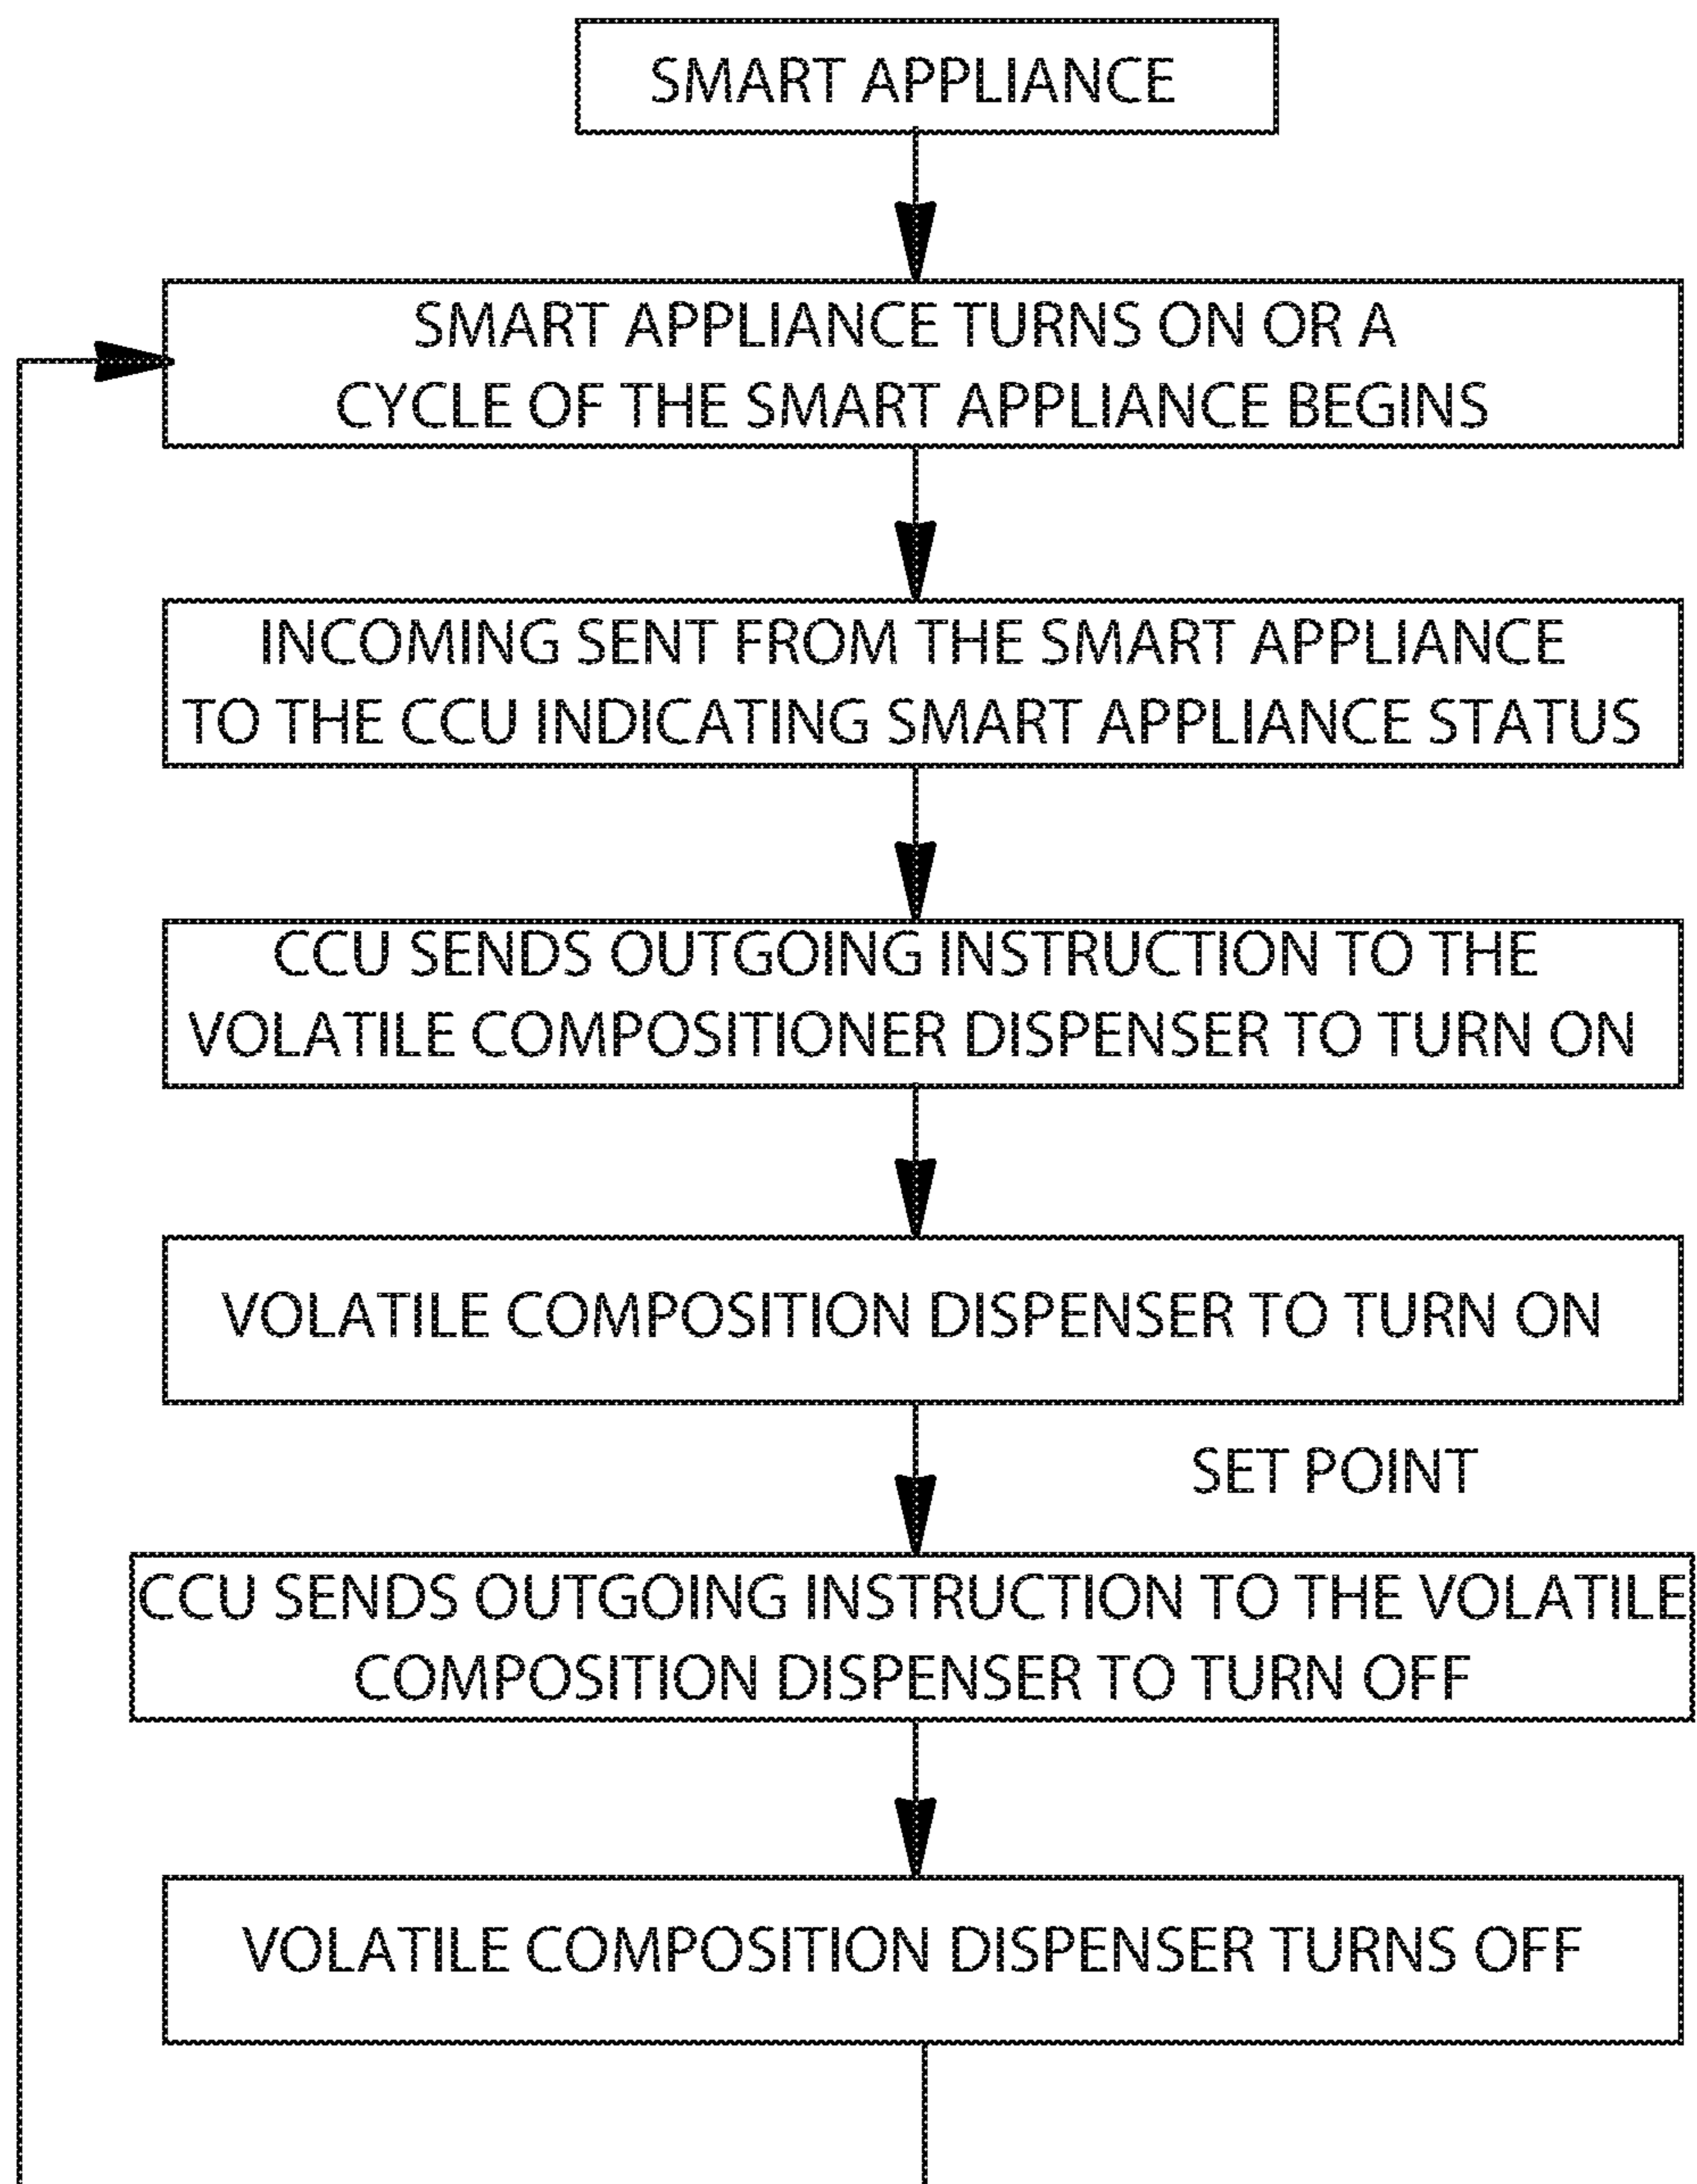 SMART APPLIANCE
SMART APPLIANCE TURNS ON OR A
CYCLE OF THE SMART APPLIANCE BEGINS
INCOMING SENT FROM THE SMART APPLIANCE
TO THE CCU INDICATING SMART APPLIANCE STATUS
CCU SENDS OUTGOING INSTRUCTION TO THE
VOLATILE COMPOSITIONER DISPENSER TO TURN ON
VOLATILE COMPOSITION DISPENSER TO TURN ON
SET POINT
CCU SENDS OUTGOING INSTRUCTION TO THE VOLATILE
COMPOSITION DISPENSER TO TURN OFF
VOLATILE COMPOSITION DISPENSER TURNS OFF